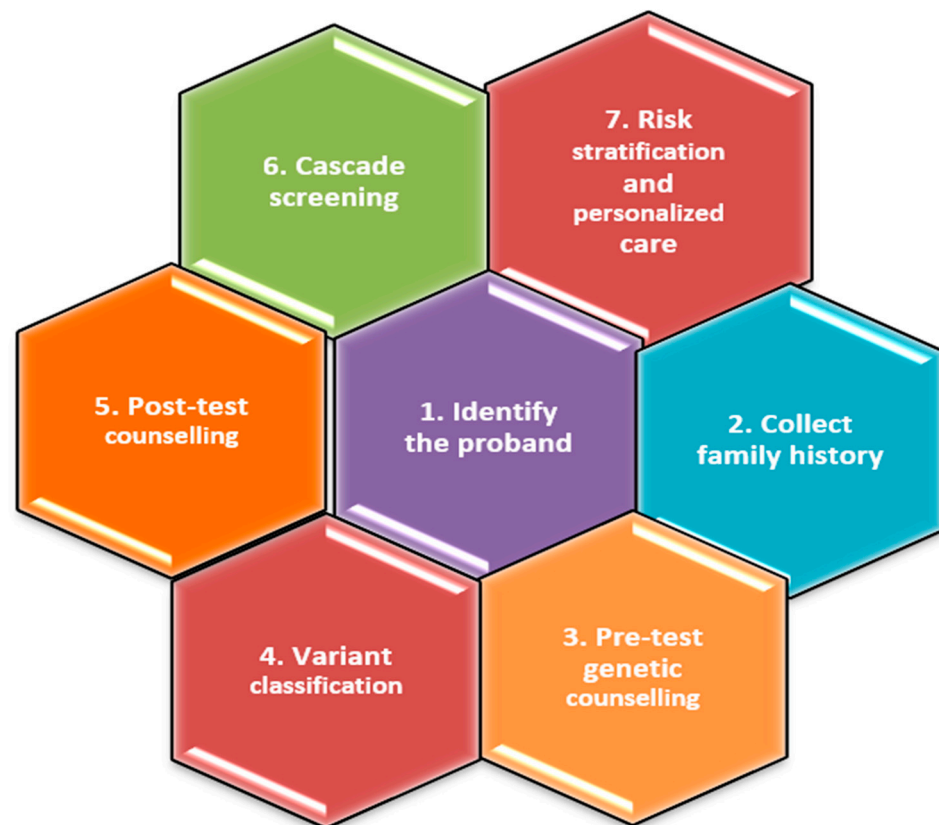 1. Identify
the proband
2. Collect
family history
3. Pre-test
genetic
counselling
4. Variant
classification
5. Post-test
counselling
6. Cascade
screening
7. Risk
stratification
and
personalized
care